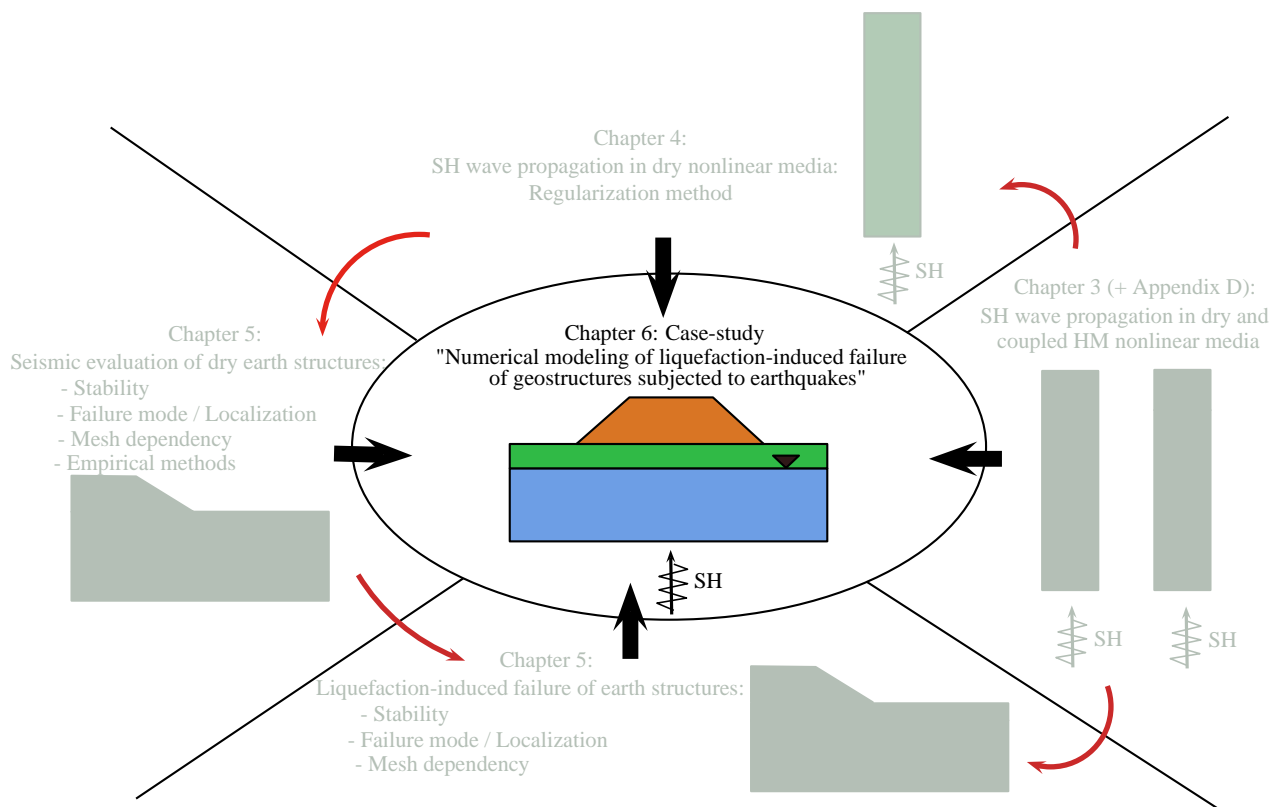 Chapter 4:
SH wave propagation in dry nonlinear media:
Regularization method
SH
Chapter 3 (+ Appendix D):
SH wave propagation in dry and
coupled HM nonlinear media
SH
SH
Chapter 5:
Seismic evaluation of dry earth structures:
- Stability
- Failure mode / Localization
- Mesh dependency
- Empirical methods
Chapter 6: Case-study
"Numerical modeling of liquefaction-induced failure
of geostructures subjected to earthquakes"
SH
Chapter 5:
Liquefaction-induced failure of earth structures:
- Stability
- Failure mode / Localization
- Mesh dependency